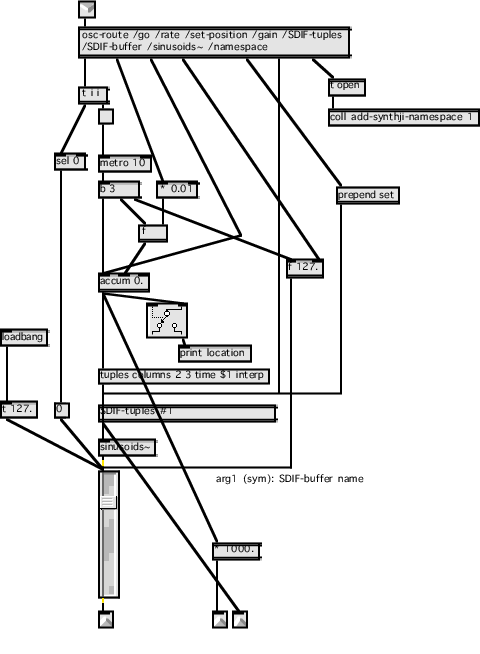 osc-route /go /rate /set-position /gain /SDIF-tuples
/SDIF-buffer /sinusoids~ /namespace
t open
t i i
coll add-synthji-namespace 1
sel 0
metro 10
b 3
* 0.01
prepend set
f
f 127.
accum 0.
loadbang
print location
tuples columns 2 3 time $1 interp
t 127.
0
SDIF-tuples #1
sinusoids~
arg1 (sym): SDIF-buffer name
* 1000.